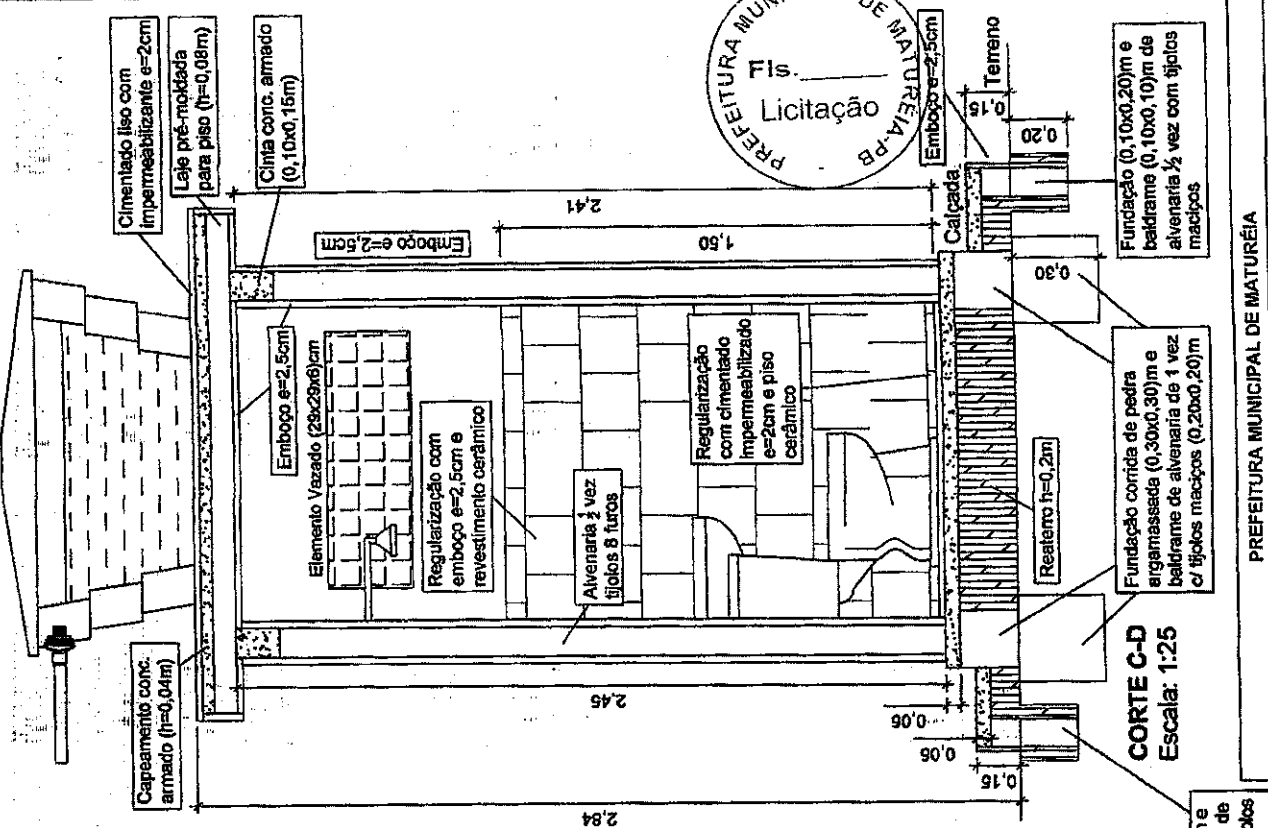 Cimentado liso com
impermeabilizante e=2cm
Laje pré-moldada
para piso (h=0,08m)
Cinta conc. armado
(0,10x0,15m)
Capeamento conc.
armado (h=0,04m)
Emboço e=2,5cm
Elemento Vazado (29x29x6)cm
Regularização com
emboço e=2,5cm e
revestimento cerâmico
Alvenaria ½ vez
tijolos 8 furos
Regularização
com cimentado
impermeabilizado
e=2cm e piso
cerâmico
Emboço e=2,5cm
2,41
1,50
2,45
2,84
PREFEITURA MUNI DE MATURÉIA-PB
Fls.
Licitação
Emboço e=2,5cm
Calçada
Terreno
0,15
0,20
0,30
0,05
0,05
0,15
Reaterro h=0,2m
Fundação (0,10x0,20)m e
baldrame (0,10x0,10)m de
alvenaria ½ vez com tijolos
maciços
Fundação corrida de pedra
argamassada (0,30x0,30)m e
baldrame de alvenaria de 1 vez
c/ tijolos maciços (0,20x0,20)m
CORTE C-D
Escala: 1:25
e
de
olos
PREFEITURA MUNICIPAL DE MATURÉIA